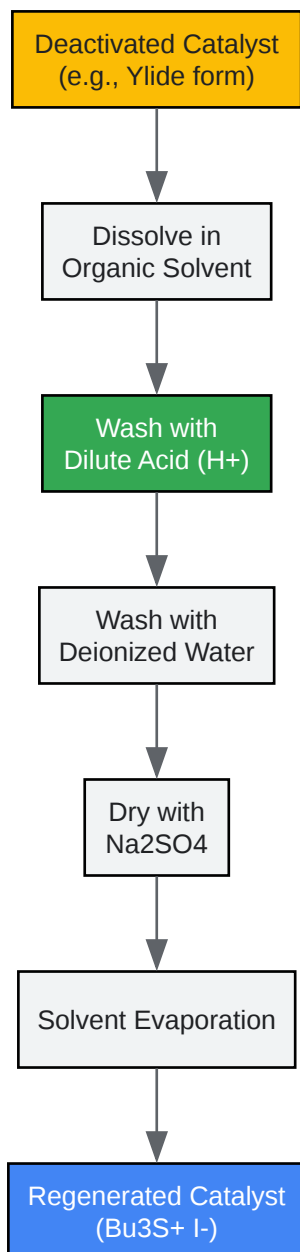 Deactivated Catalyst
(e.g., Ylide form)
Dissolve in
Organic Solvent
Wash with
Dilute Acid (H+)
Wash with
Deionized Water
Dry with
Na2SO4
Solvent Evaporation
Regenerated Catalyst
(Bu3S+ I-)